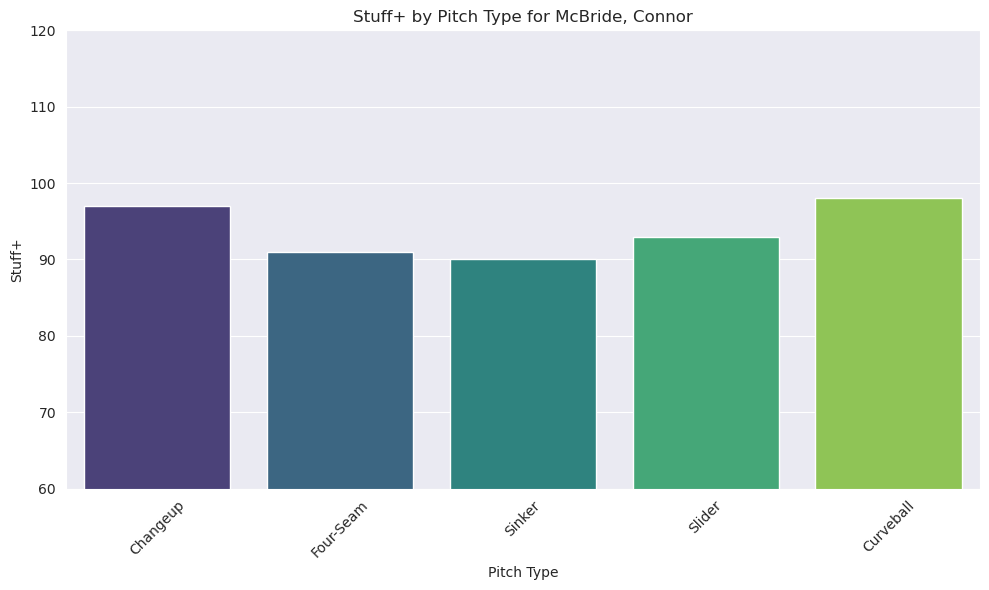 Stuff+ by Pitch Type for McBride, Connor
120
110
100
90
80
70
60
Stuff+
Changeup
Four-Seam
Sinker
Slider
Curveball
Pitch Type